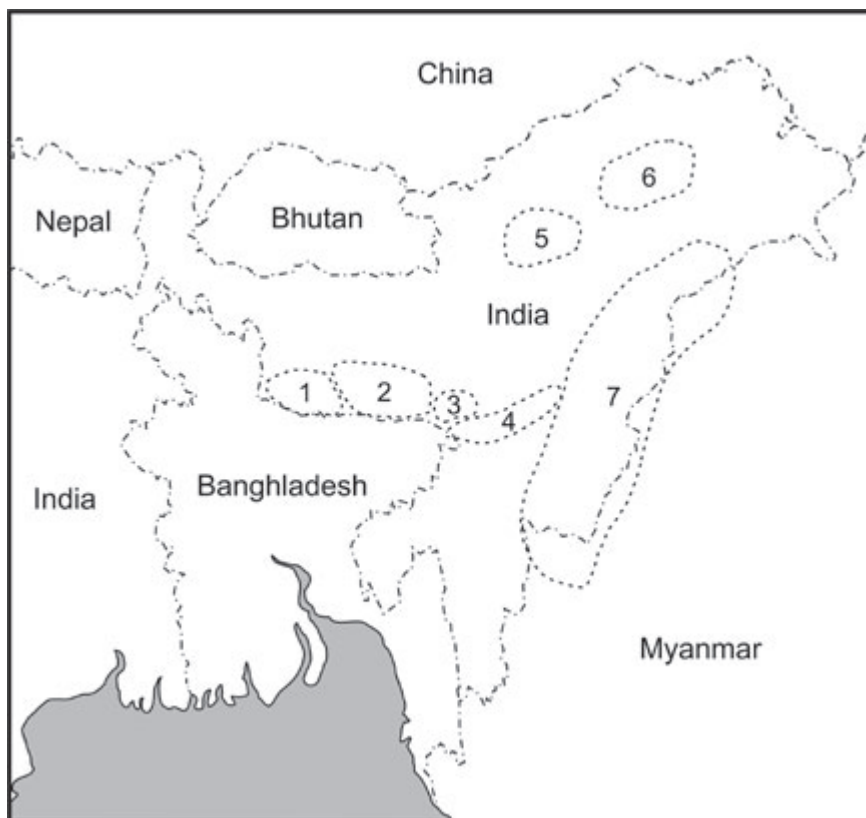 China
6
Nepal
Bhutan
5
India
1
2
3
4
7
India
Banghladesh
Myanmar